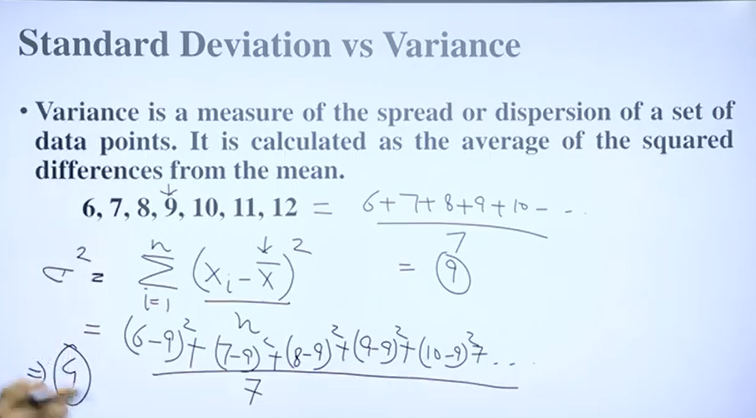 Standard Deviation vs Variance
• Variance is a measure of the spread or dispersion of a set of
data points. It is calculated as the average of the squared
differences from the mean.
6, 7, 8, 9, 10, 11, 12 = (6+7+8+9+10- ..)/7
= 9
σ² = Σ_{i=1}^{n} (xᵢ - x̄)² / n
= ((6-9)²+(7-9)²+(8-9)²+(9-9)²+(10-9)²+..)/7
⇒